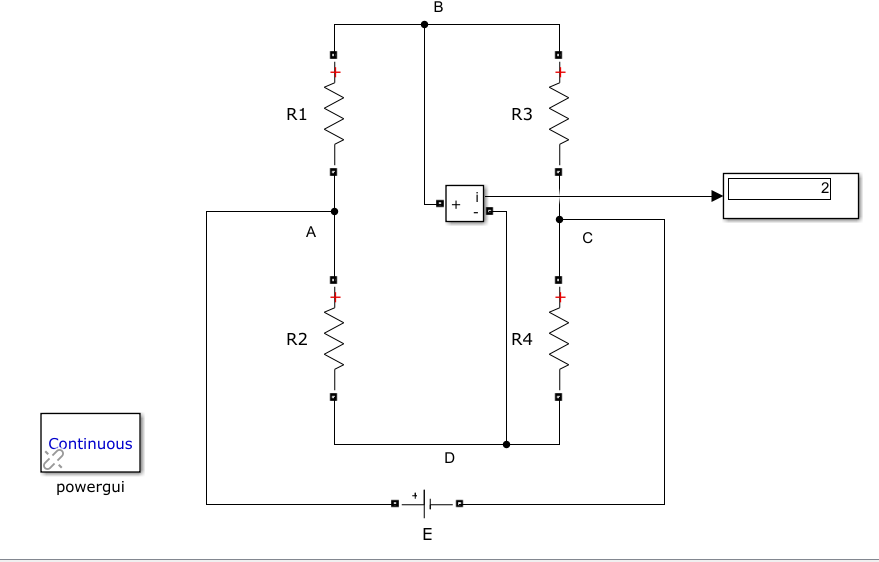 B
+
+
R1
R3
i
+
-
2
A
C
+
+
R2
R4
Continuous
D
powergui
+
E